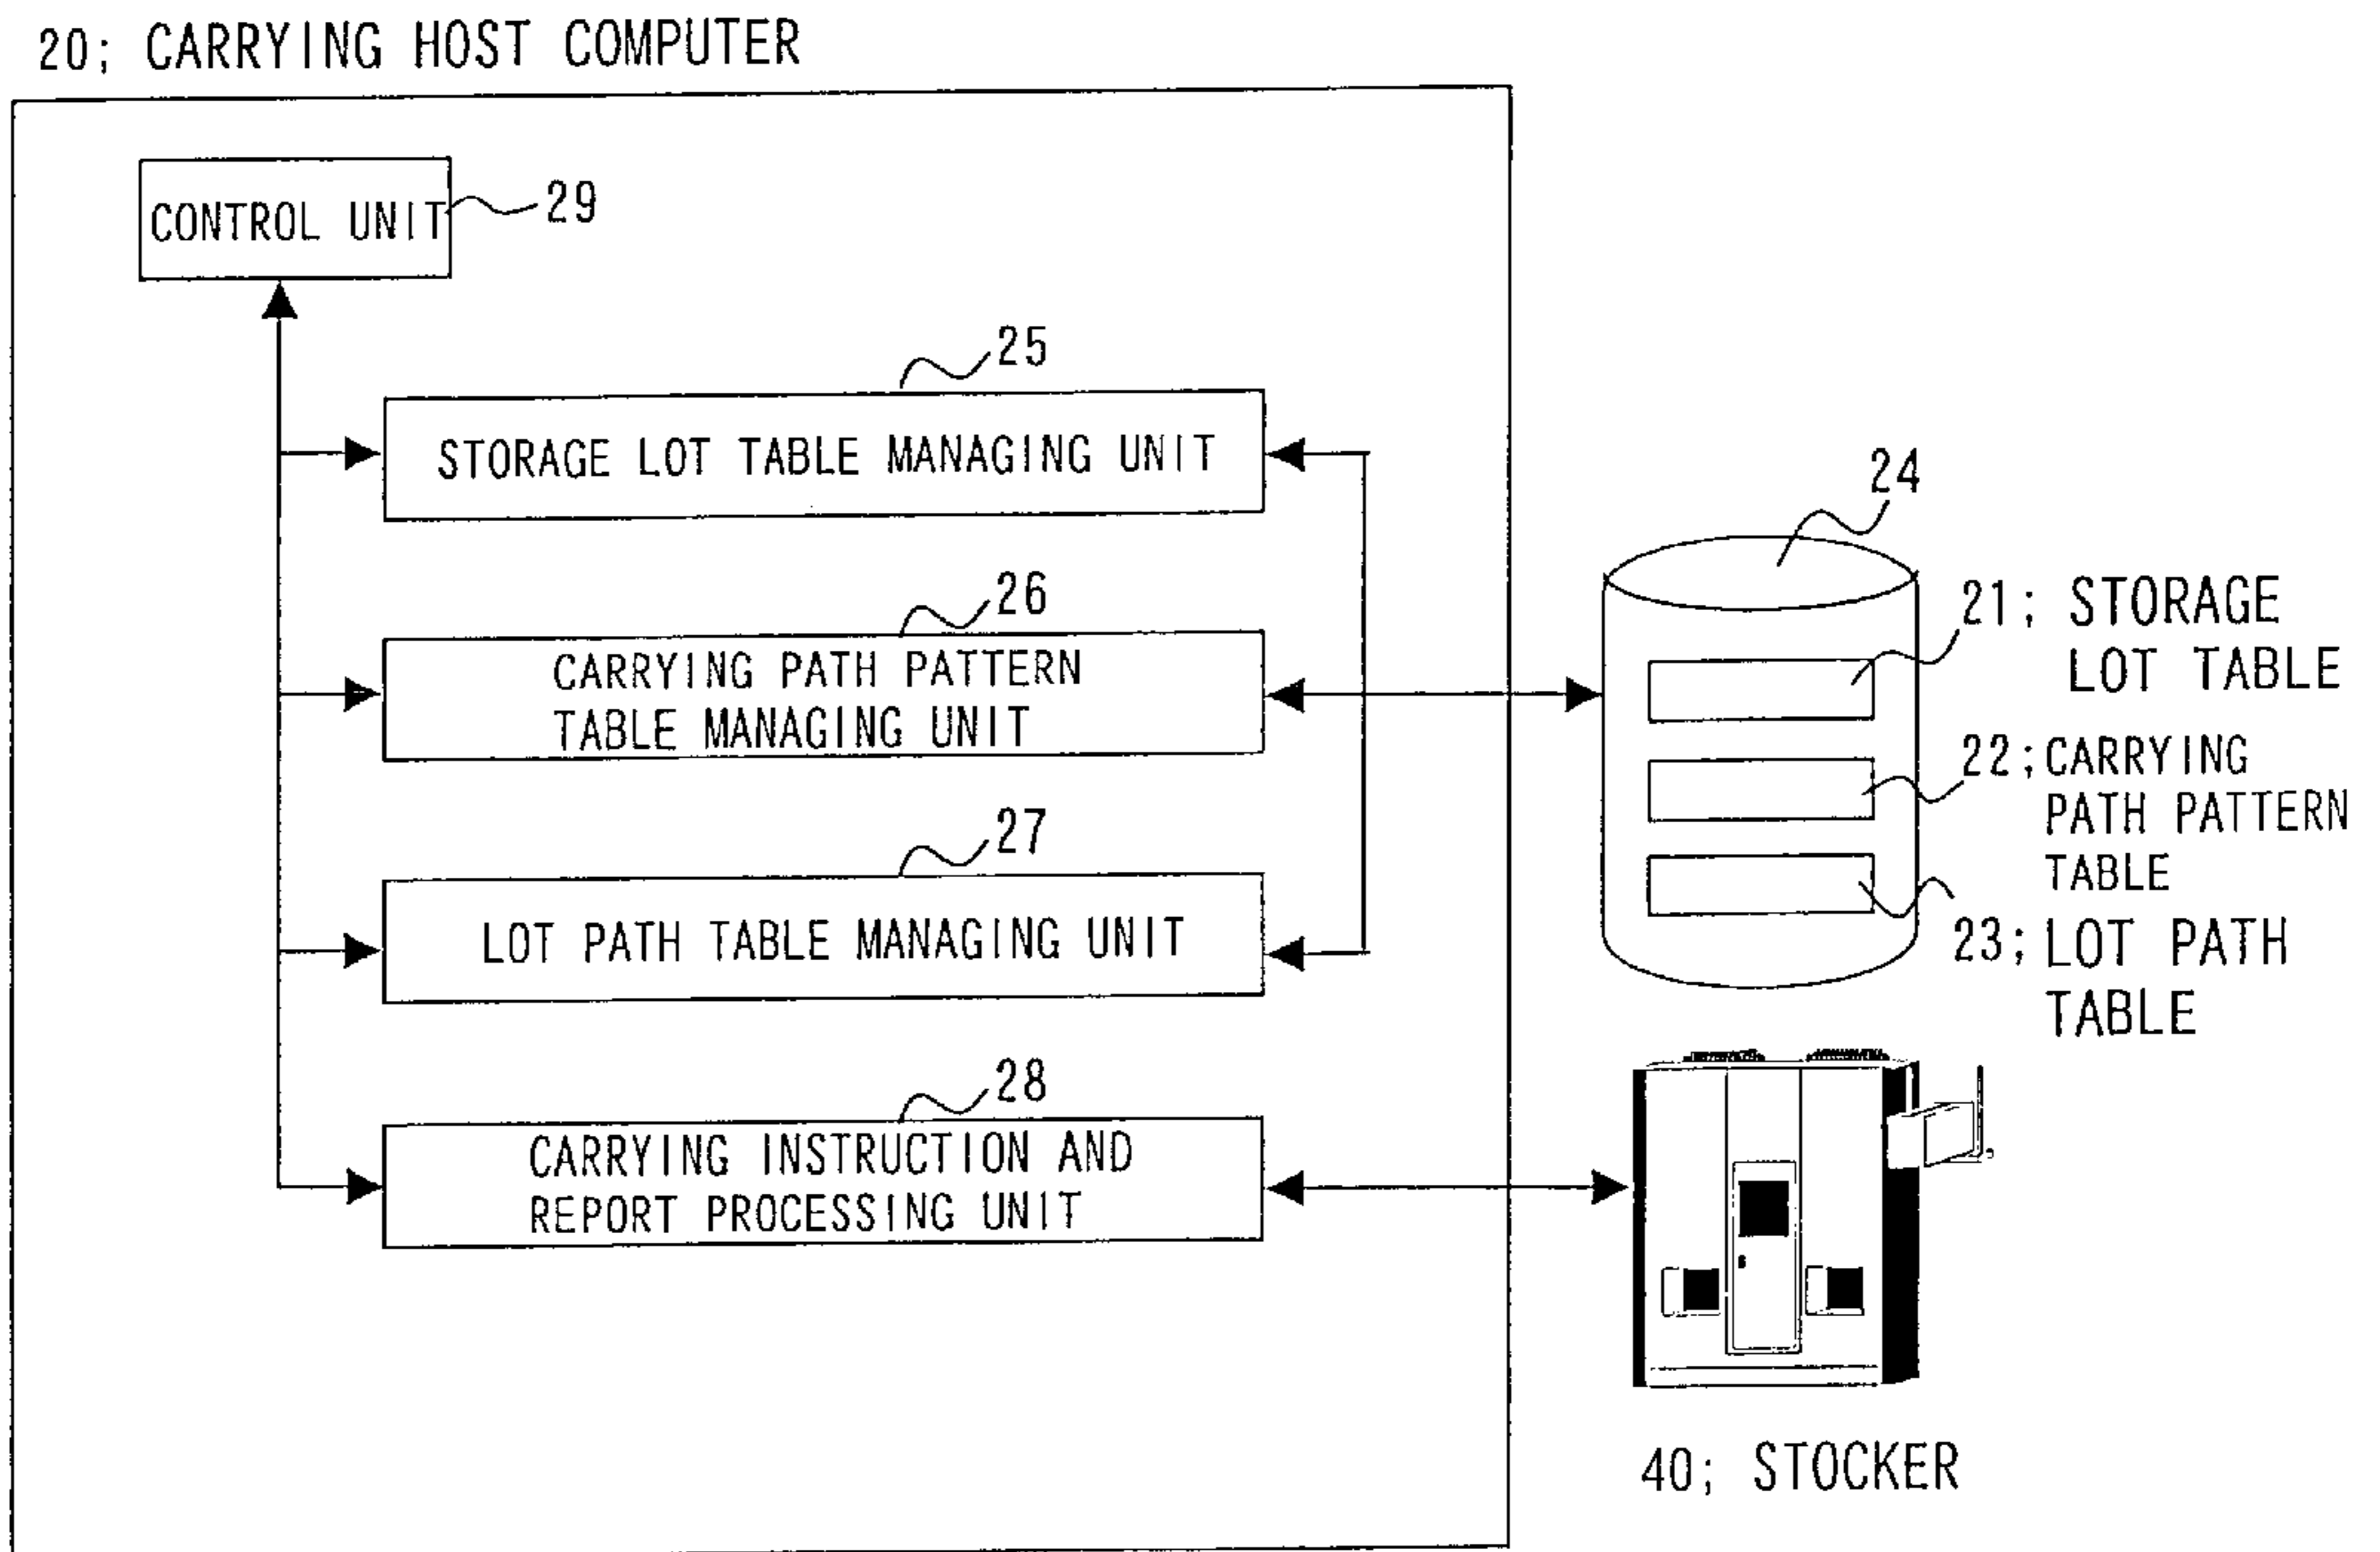 20; CARRYING HOST COMPUTER
CONTROL UNIT
29
25
STORAGE LOT TABLE MANAGING UNIT
26
CARRYING PATH PATTERN
TABLE MANAGING UNIT
27
LOT PATH TABLE MANAGING UNIT
28
CARRYING INSTRUCTION AND
REPORT PROCESSING UNIT
24
21; STORAGE
LOT TABLE
22; CARRYING
PATH PATTERN
TABLE
23; LOT PATH
TABLE
40; STOCKER